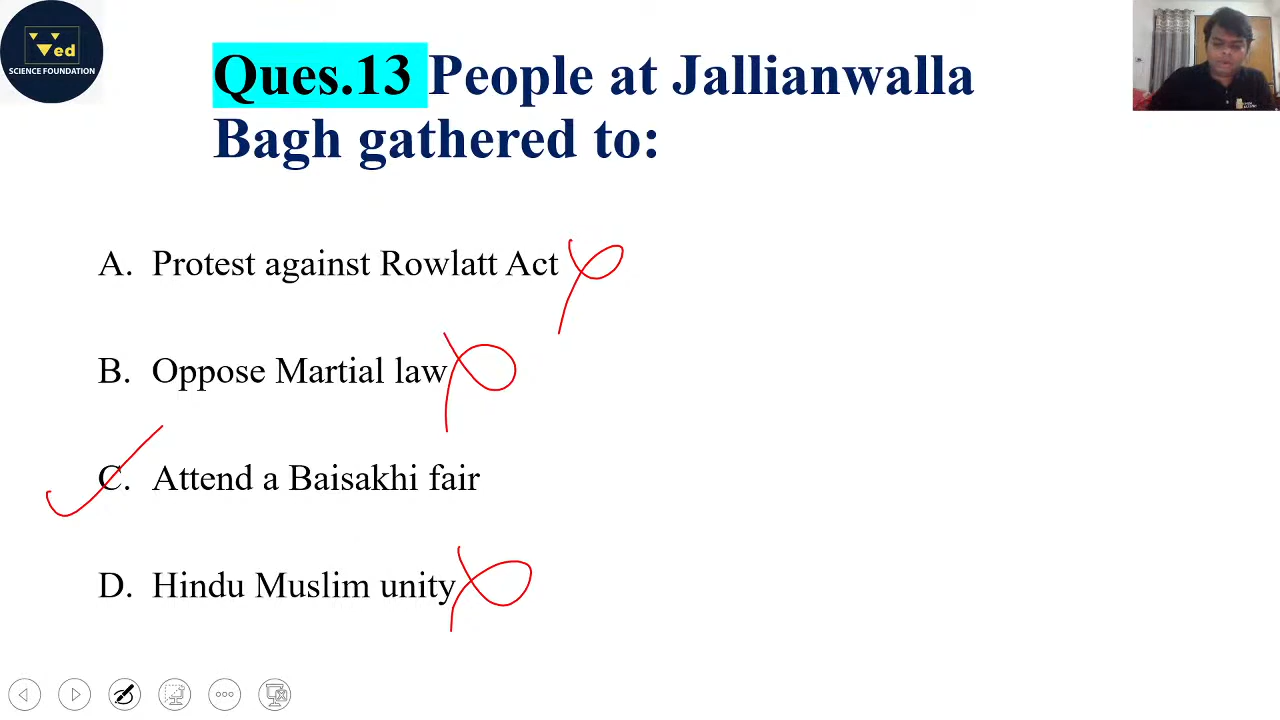 Ved
SCIENCE FOUNDATION
Ques.13 People at Jallianwalla
Bagh gathered to:
A. Protest against Rowlatt Act
B. Oppose Martial law
C. Attend a Baisakhi fair
D. Hindu Muslim unity